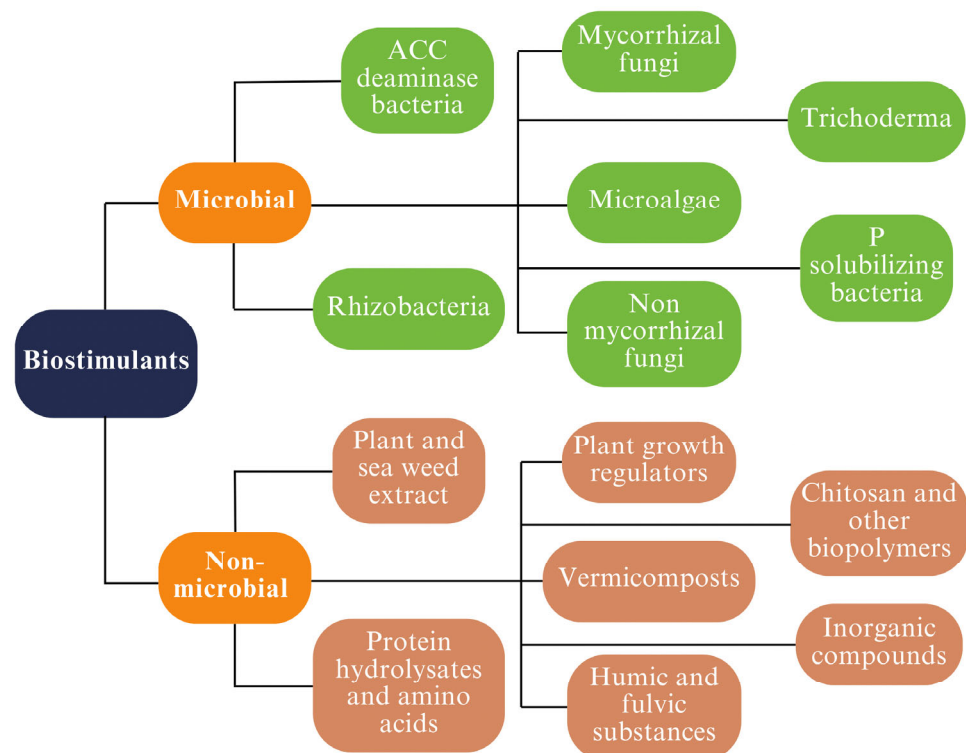 Biostimulants
Microbial
ACC
deaminase
bacteria
Rhizobacteria
Mycorrhizal
fungi
Trichoderma
Microalgae
P
solubilizing
bacteria
Non
mycorrhizal
fungi
Non-
microbial
Plant and
sea weed
extract
Protein
hydrolysates
and amino
acids
Plant growth
regulators
Chitosan and
other
biopolymers
Vermicomposts
Inorganic
compounds
Humic and
fulvic
substances